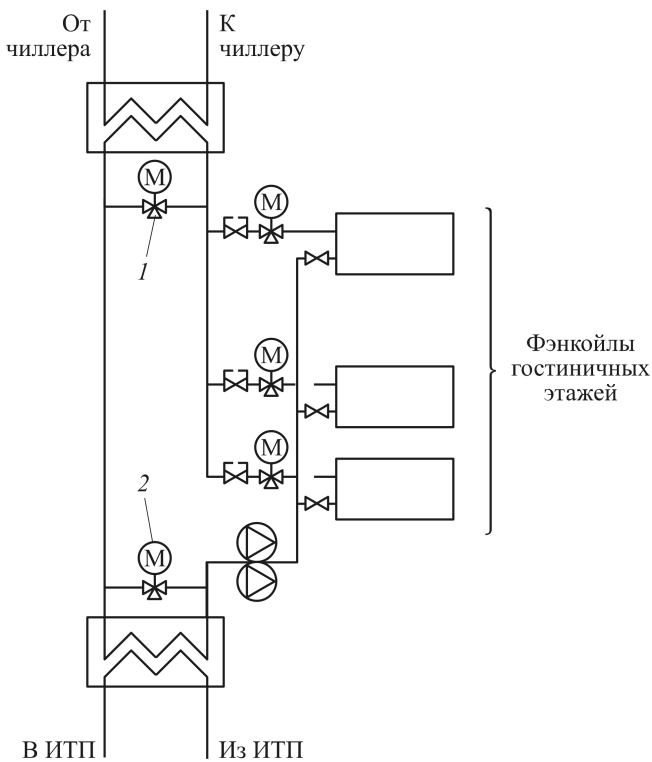 От
чиллера
К
чиллеру
М
М
1
М
Фэнкойлы
гостиничных
этажей
М
2
М
В ИТП
Из ИТП